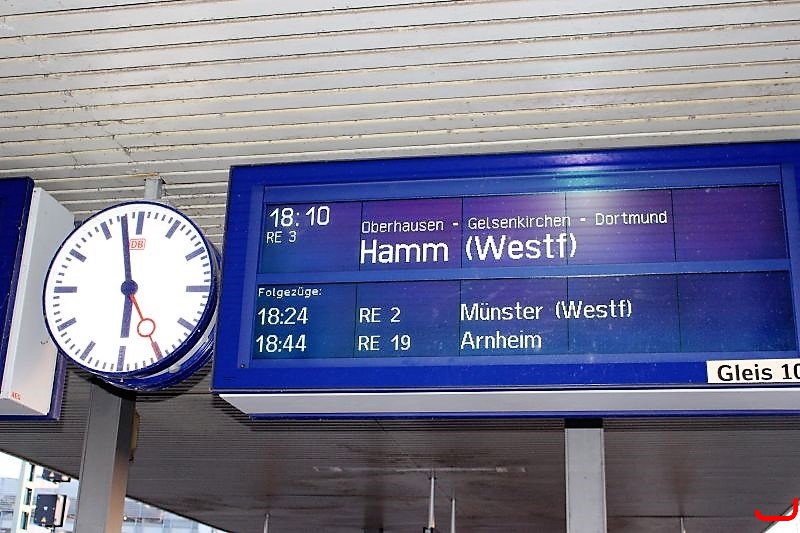 18:10
RE 3
Oberhausen - Gelsenkirchen - Dortmund
Hamm (Westf)
Folgezüge:
18:24 RE 2 Münster (Westf)
18:44 RE 19 Arnheim
Gleis 10
DB
AEG